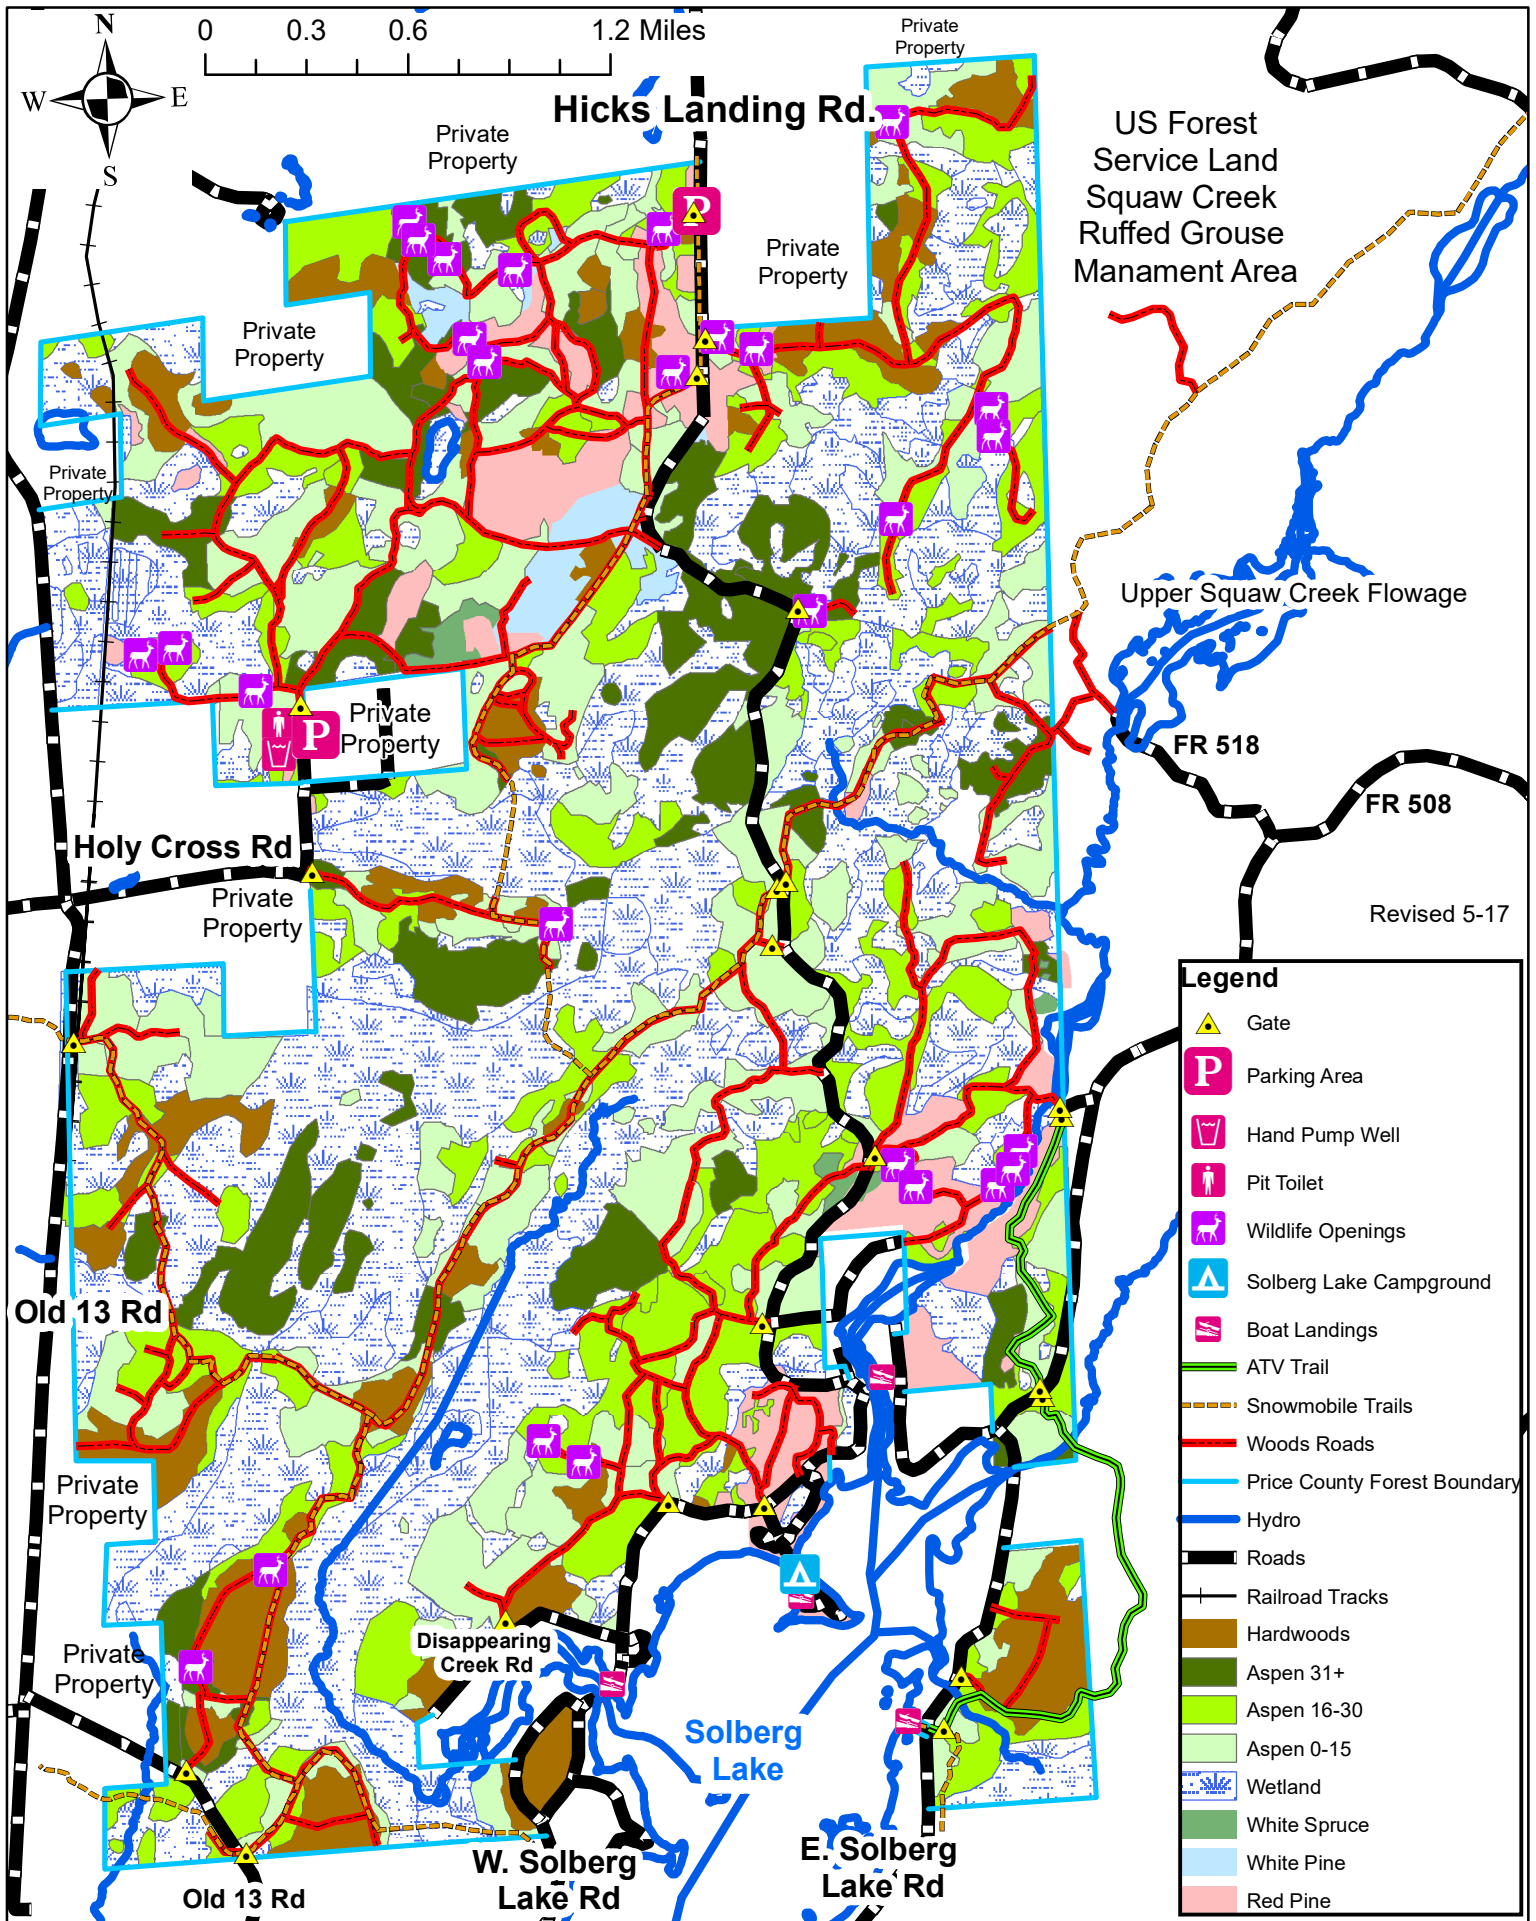 N
W
E
S
0
0.3
0.6
1.2 Miles
Private
Property
Hicks Landing Rd.
Private
Property
US Forest
Service Land
Squaw Creek
Ruffed Grouse
Manament Area
Private
Property
Private
Property
P
Private
Property
Upper Squaw Creek Flowage
Private
Property
P
FR 518
FR 508
Holy Cross Rd
Private
Property
Revised 5-17
Old 13 Rd
Private
Property
Private
Property
Disappearing
Creek Rd
Solberg
Lake
W. Solberg
Lake Rd
E. Solberg
Lake Rd
Old 13 Rd
Legend
Gate
P
Parking Area
Hand Pump Well
Pit Toilet
Wildlife Openings
Solberg Lake Campground
Boat Landings
ATV Trail
Snowmobile Trails
Woods Roads
Price County Forest Boundary
Hydro
Roads
Railroad Tracks
Hardwoods
Aspen 31+
Aspen 16-30
Aspen 0-15
Wetland
White Spruce
White Pine
Red Pine